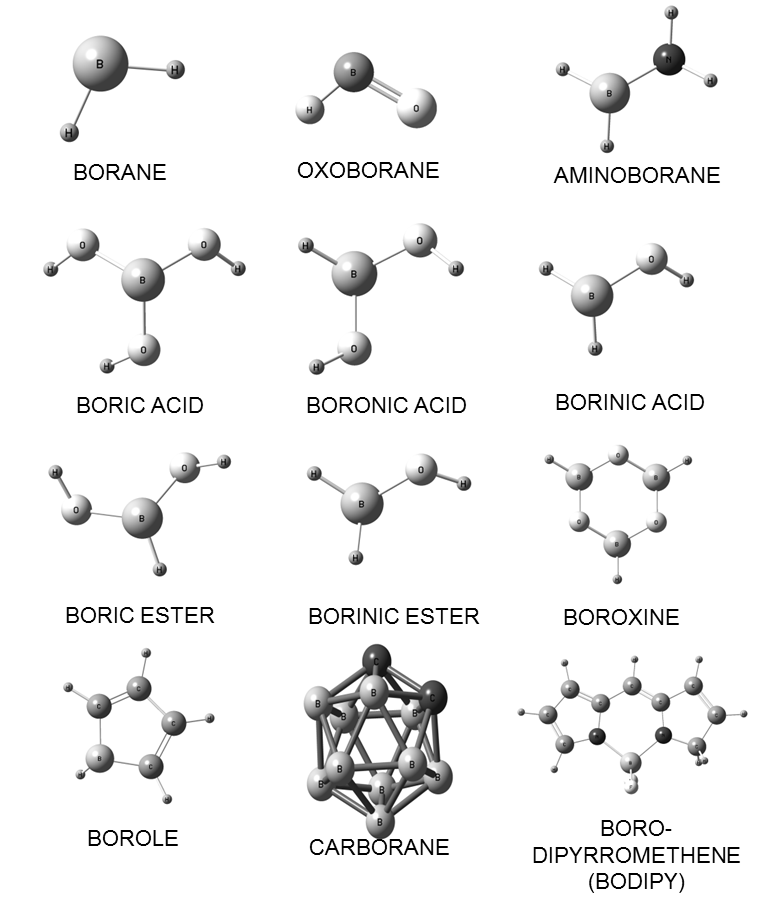 B
H
H
BORANE
B
H
O
OXOBORANE
H
N
H
H
B
H
AMINOBORANE
O
O
H
H
B
O
H
BORIC ACID
H
O
H
B
O
H
BORONIC ACID
O
H
H
B
H
BORINIC ACID
H
O
H
O
B
H
BORIC ESTER
H
O
H
B
H
BORINIC ESTER
O
H
H
B
B
O
O
B
H
BOROXINE
H
H
C
C
C
H
B
C
H
H
BOROLE
C
B
C
B
B
B
B
B
B
B
B
B
CARBORANE
BORO-
DIPYRROMETHENE
(BODIPY)